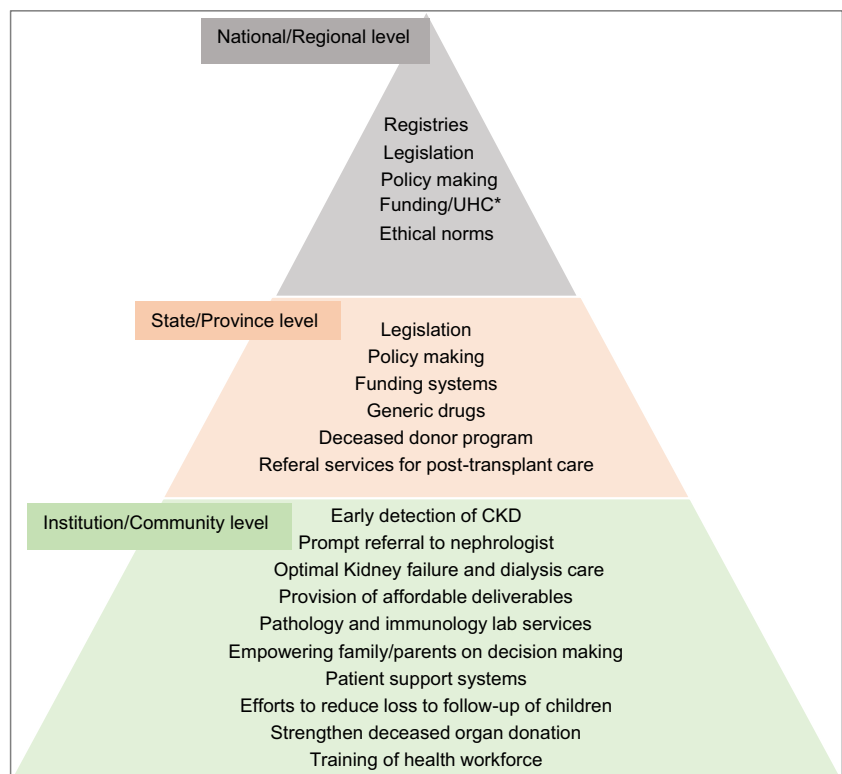 National/Regional level
Registries
Legislation
Policy making
Funding/UHC*
Ethical norms
State/Province level
Legislation
Policy making
Funding systems
Generic drugs
Deceased donor program
Referal services for post-transplant care
Institution/Community level
Early detection of CKD
Prompt referral to nephrologist
Optimal Kidney failure and dialysis care
Provision of affordable deliverables
Pathology and immunology lab services
Empowering family/parents on decision making
Patient support systems
Efforts to reduce loss to follow-up of children
Strengthen deceased organ donation
Training of health workforce